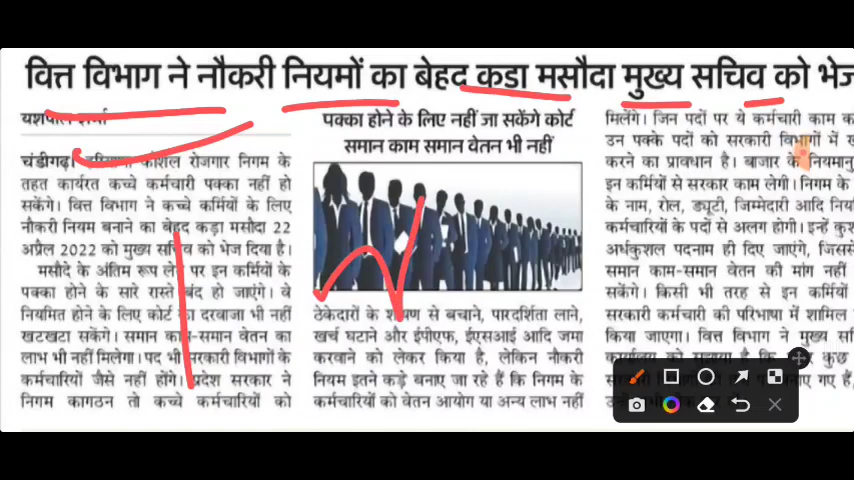 वित्त विभाग ने नौकरी नियमों का बेहद कडा मसौदा मुख्य सचिव को भेज
यशपाल शर्मा
चंडीगढ़। हरियाणा कौशल रोजगार निगम के
तहत कार्यरत कच्चे कर्मचारी पक्का नहीं हो
सकेंगे। वित्त विभाग ने कच्चे कर्मियों के लिए
नौकरी नियम बनाने का बेहद कड़ा मसौदा 22
अप्रैल 2022 को मुख्य सचिव को भेज दिया है।
मसौदे के अंतिम रूप लेने पर इन कर्मियों के
पक्का होने के सारे रास्ते बंद हो जाएंगे। वे
नियमित होने के लिए कोर्ट का दरवाजा भी नहीं
खटखटा सकेंगे। समान काम-समान वेतन का
लाभ भी नहीं मिलेगा। पद भी सरकारी विभागों के
कर्मचारियों जैसे नहीं होंगे। प्रदेश सरकार ने
निगम कागठन तो कच्चे कर्मचारियों को
पक्का होने के लिए नहीं जा सकेंगे कोर्ट
समान काम समान वेतन भी नहीं
ठेकेदारों के शोषण से बचाने, पारदर्शिता लाने,
खर्च घटाने और ईपीएफ, ईएसआई आदि जमा
करवाने को लेकर किया है, लेकिन नौकरी
नियम इतने कड़े बनाए जा रहे हैं कि निगम के
कर्मचारियों को वेतन आयोग या अन्य लाभ नहीं
मिलेंगे। जिन पदों पर ये कर्मचारी काम
उन पक्के पदों को सरकारी विभागों में
करने का प्रावधान है। बाजार के नियमानु
इन कर्मियों से सरकार काम लेगी। निगम के
के नाम, रोल, ड्यूटी, जिम्मेदारी आदि
कर्मचारियों के पदों से अलग होगी। इन्हें
अर्धकुशल पदनाम ही दिए जाएंगे, जिससे
समान काम-समान वेतन की मांग नहीं
सकेंगे। किसी भी तरह से इन कर्मियों
सरकारी कर्मचारी की परिभाषा में शामिल
किया जाएगा। वित्त विभाग ने मुख्य
कि कुछ
बनाए गए हैं,